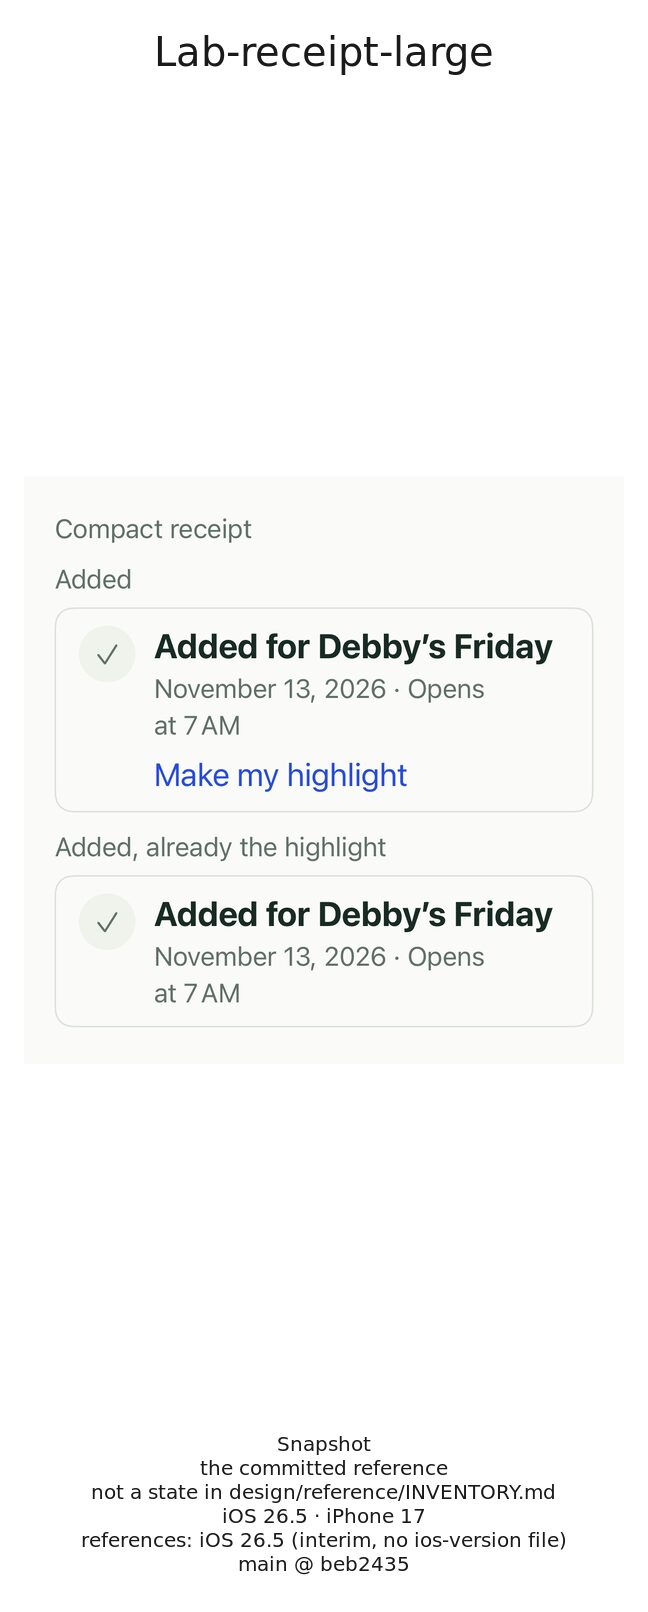 Lab-receipt-large
Compact receipt
Added
Added for Debby’s Friday
November 13, 2026 · Opens
at 7 AM
Make my highlight
Added, already the highlight
Added for Debby’s Friday
November 13, 2026 · Opens
at 7 AM
Snapshot
the committed reference
not a state in design/reference/INVENTORY.md
iOS 26.5 · iPhone 17
references: iOS 26.5 (interim, no ios-version file)
main @ beb2435